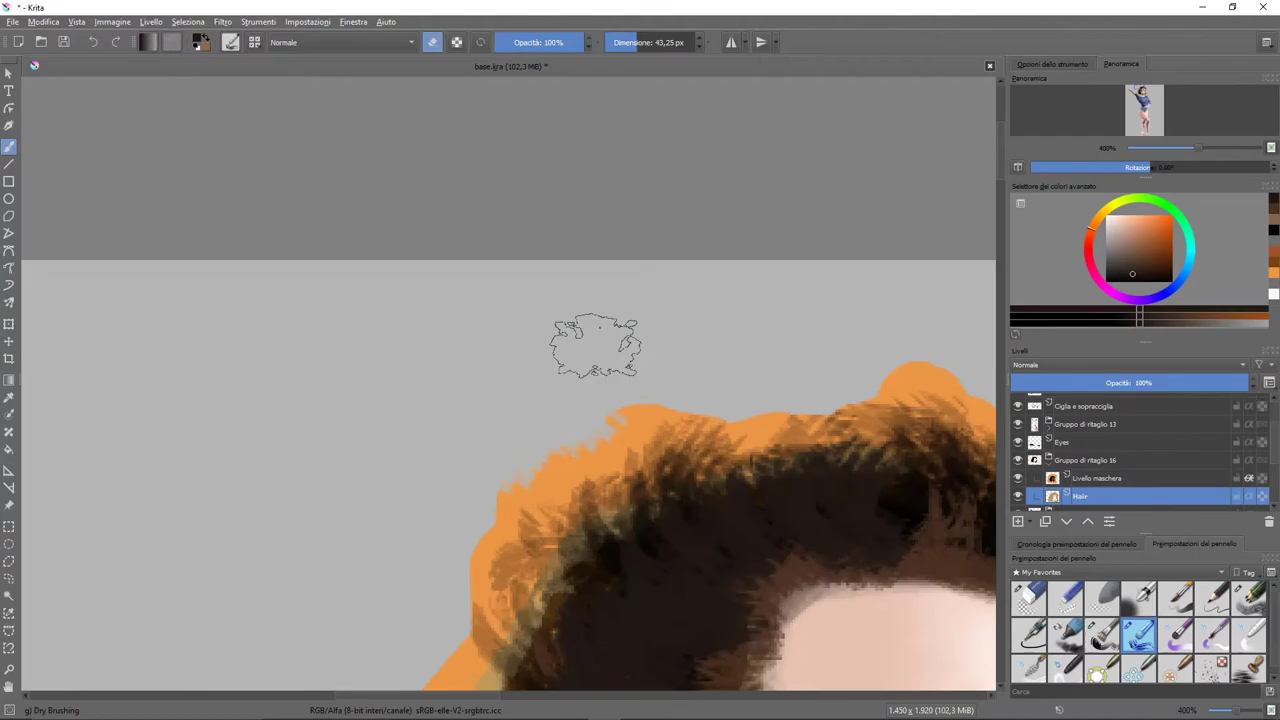 * - Krita
File Modifica Vista Immagine Livello Seleziona Filtro Strumenti Impostazioni Finestra Aiuto
Normale
Opacità: 100%
Dimensione: 43,25 px
base.kra (102,3 MiB) *
Opzioni dello strumento
Panoramica
Panoramica
400%
Rotazione: 0,00°
Selettore dei colori avanzato
Livelli
Normale
Opacità: 100%
Ciglia e sopracciglia
Gruppo di ritaglio 13
Eyes
Gruppo di ritaglio 16
Livello maschera
Hair
Cronologia preimpostazioni del pennello
Preimpostazioni del pennello
Preimpostazioni del pennello
My Favorites
Tag
Cerca
g) Dry Brushing
RGB/Alfa (8-bit interi/canale) sRGB-elle-V2-srgbtrc.icc
1.450 x 1.920 (102,3 MiB)
400%